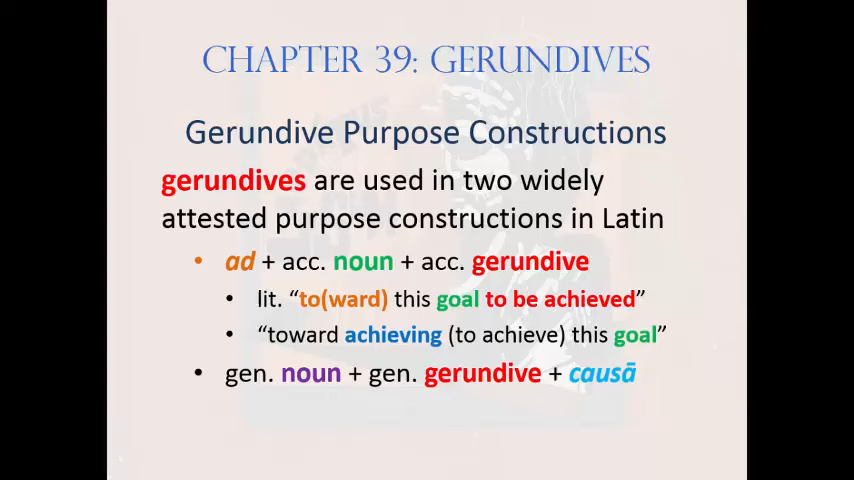 CHAPTER 39: GERUNDIVES
Gerundive Purpose Constructions
gerundives are used in two widely
attested purpose constructions in Latin
• ad + acc. noun + acc. gerundive
• lit. “to(ward) this goal to be achieved”
• “toward achieving (to achieve) this goal”
• gen. noun + gen. gerundive + causā